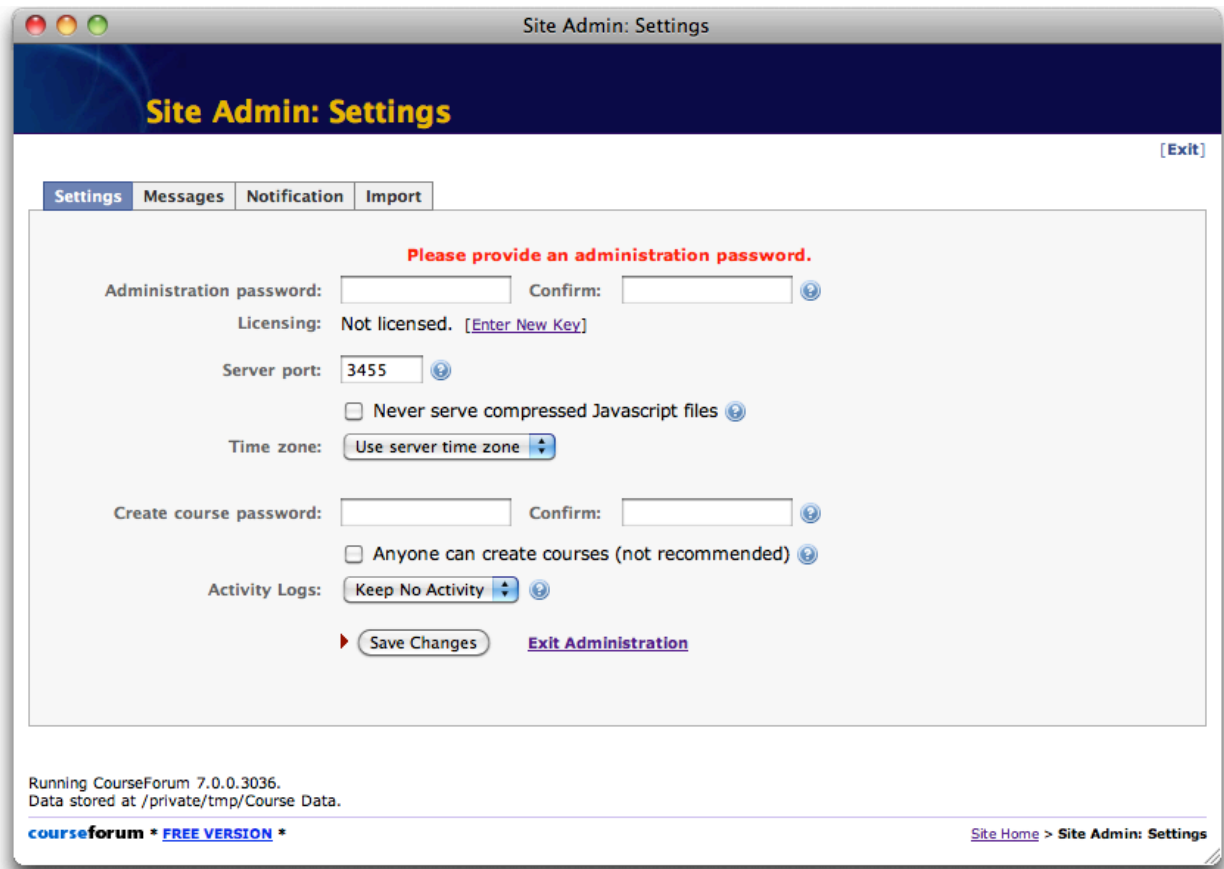 Site Admin: Settings
Site Admin: Settings
[Exit]
Settings Messages Notification Import
Please provide an administration password.
Administration password: Confirm:
Licensing: Not licensed. [Enter New Key]
Server port: 3455
Never serve compressed Javascript files
Time zone: Use server time zone
Create course password: Confirm:
Anyone can create courses (not recommended)
Activity Logs: Keep No Activity
Save Changes Exit Administration
Running CourseForum 7.0.0.3036.
Data stored at /private/tmp/Course Data.
courseforum * FREE VERSION * Site Home > Site Admin: Settings